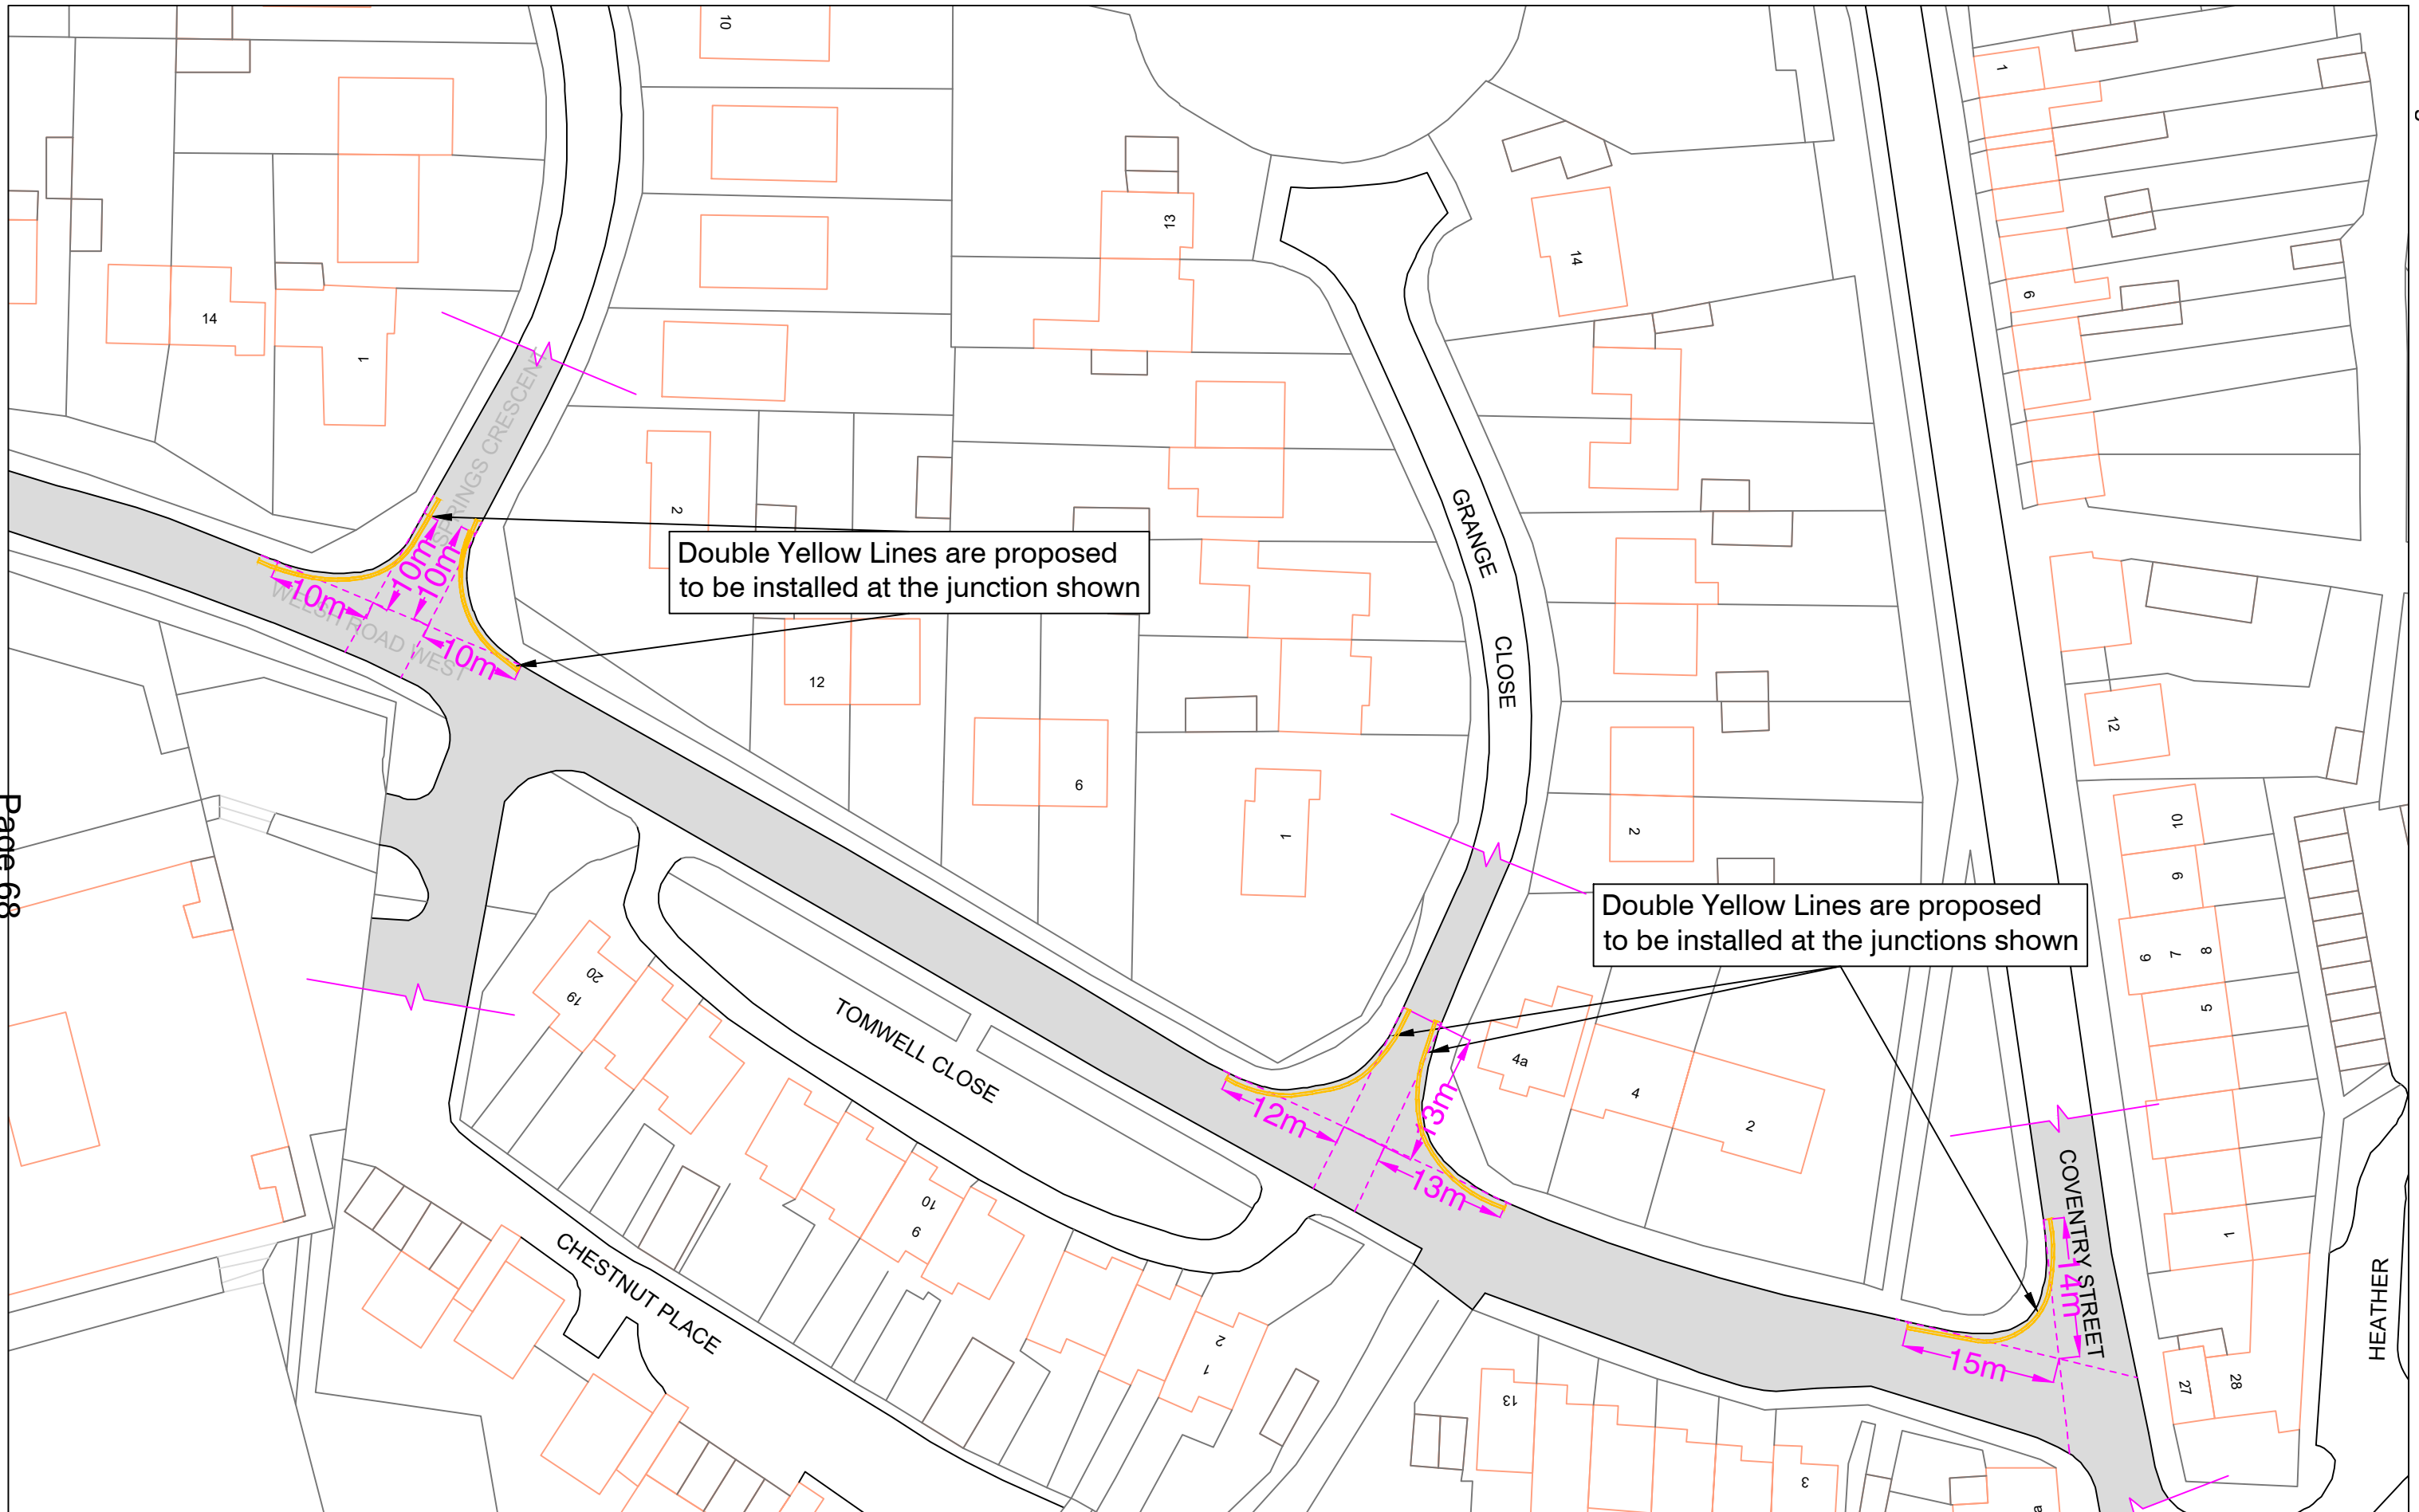 10
1
13
14
6
14
1
SPRINGS CRESCENT
2
GRANGE
CLOSE
Double Yellow Lines are proposed
to be installed at the junction shown
10m
10m
10m
10m
WELSH ROAD WEST
12
6
1
2
12
10
9
8
7
6
5
1
Page 68
Double Yellow Lines are proposed
to be installed at the junctions shown
20
19
TOMWELL CLOSE
4a
4
2
12m
13m
13m
COVENTRY STREET
14m
15m
10
9
CHESTNUT PLACE
2
1
HEATHER
27
28
13
3